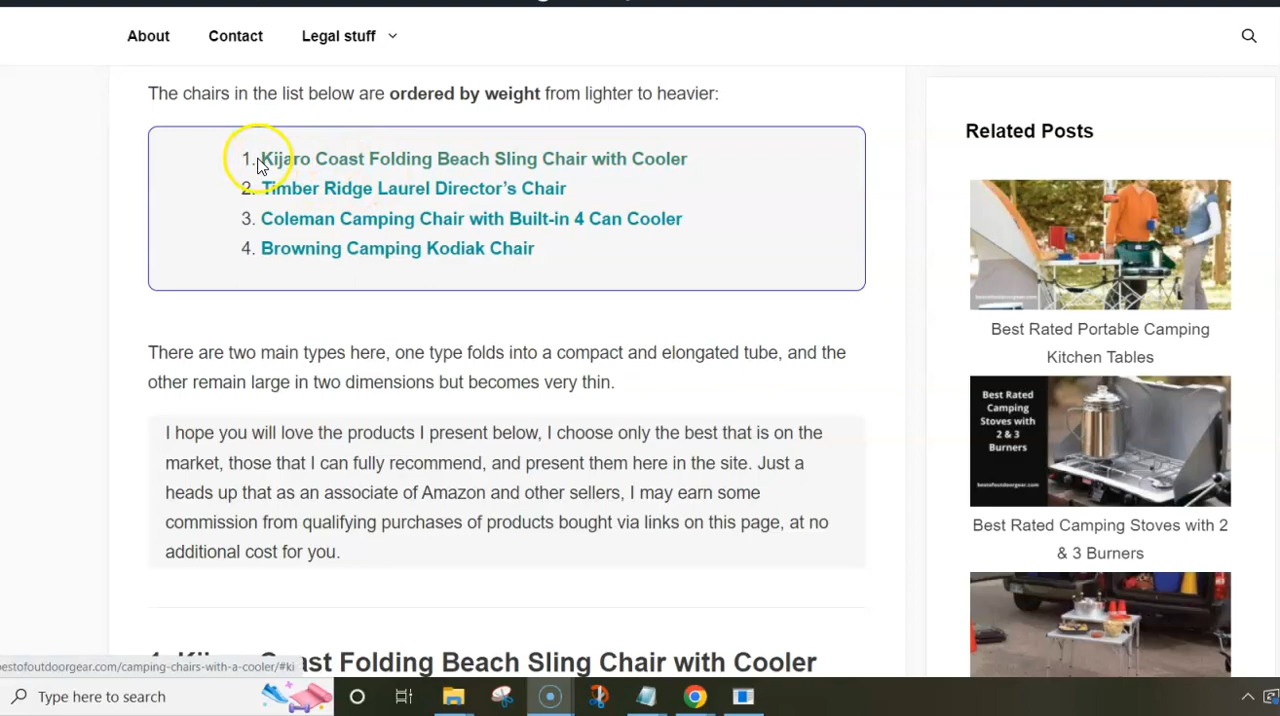 About
Contact
Legal stuff
The chairs in the list below are ordered by weight from lighter to heavier:
1. Kijaro Coast Folding Beach Sling Chair with Cooler
2. Timber Ridge Laurel Director's Chair
3. Coleman Camping Chair with Built-in 4 Can Cooler
4. Browning Camping Kodiak Chair
There are two main types here, one type folds into a compact and elongated tube, and the
other remain large in two dimensions but becomes very thin.
I hope you will love the products I present below, I choose only the best that is on the
market, those that I can fully recommend, and present them here in the site. Just a
heads up that as an associate of Amazon and other sellers, I may earn some
commission from qualifying purchases of products bought via links on this page, at no
additional cost for you.
1. Kijaro Coast Folding Beach Sling Chair with Cooler
Related Posts
bestofoutdoorgear.com
Best Rated Portable Camping
Kitchen Tables
Best Rated
Camping
Stoves with
2 & 3
Burners
bestofoutdoorgear.com
Best Rated Camping Stoves with 2
& 3 Burners
estofoutdoorgear.com/camping-chairs-with-a-cooler/#ki
Type here to search